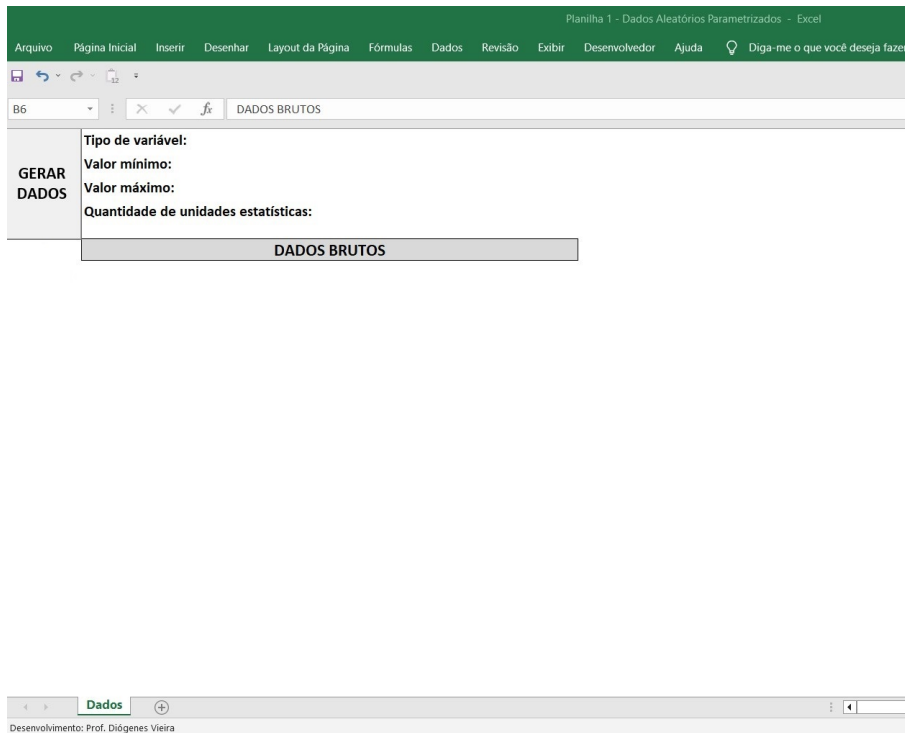 Planilha 1 - Dados Aleatórios Parametrizados - Excel
Arquivo Página Inicial Inserir Desenhar Layout da Página Fórmulas Dados Revisão Exibir Desenvolvedor Ajuda Diga-me o que você deseja fazer
12
B6 fx DADOS BRUTOS
GERAR
DADOS
Tipo de variável:
Valor mínimo:
Valor máximo:
Quantidade de unidades estatísticas:
DADOS BRUTOS
Dados
Desenvolvimento: Prof. Diógenes Vieira